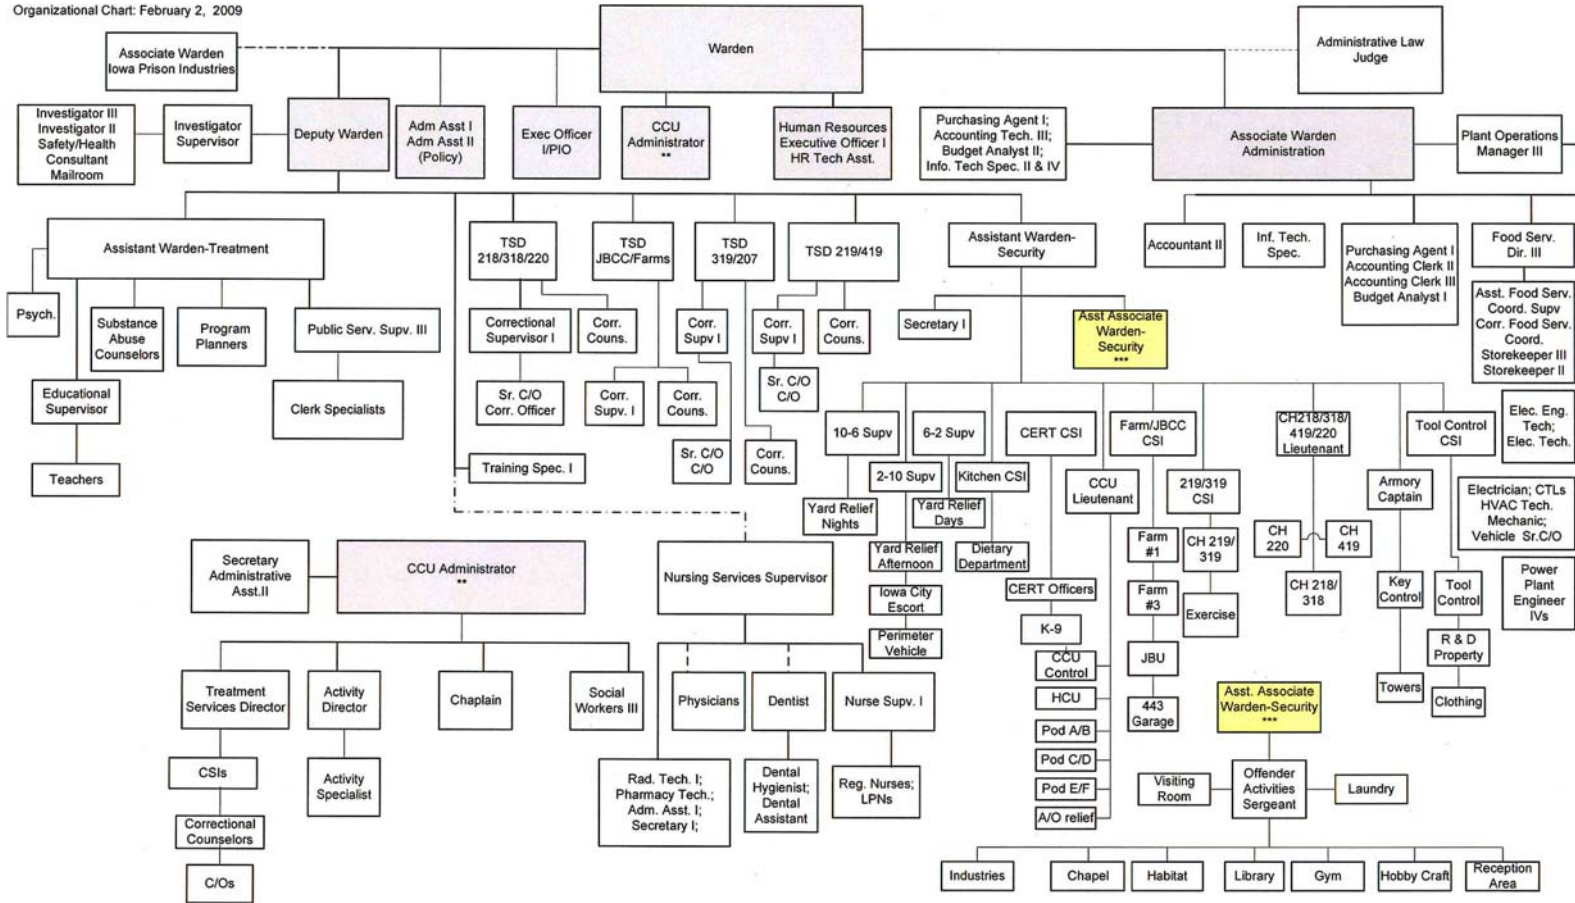 Organizational Chart: February 2, 2009
Associate Warden
Iowa Prison Industries
Warden
Administrative Law
Judge
Investigator III
Investigator II
Safety/Health
Consultant
Mailroom
Investigator
Supervisor
Deputy Warden
Adm Asst I
Adm Asst II
(Policy)
Exec Officer
I/PIO
CCU
Administrator
**
Human Resources
Executive Officer I
HR Tech Asst.
Purchasing Agent I;
Accounting Tech. III;
Budget Analyst II;
Info. Tech Spec. II & IV
Associate Warden
Administration
Plant Operations
Manager III
Assistant Warden-Treatment
TSD
218/318/220
TSD
JBCC/Farms
TSD
319/207
TSD 219/419
Assistant Warden-
Security
Accountant II
Inf. Tech.
Spec.
Purchasing Agent I
Accounting Clerk II
Accounting Clerk III
Budget Analyst I
Food Serv.
Dir. III
Psych.
Substance
Abuse
Counselors
Program
Planners
Public Serv. Supv. III
Correctional
Supervisor I
Corr.
Couns.
Corr.
Supv I
Corr.
Supv I
Corr.
Couns.
Secretary I
Asst Associate
Warden-
Security
***
Asst. Food Serv.
Coord. Supv
Corr. Food Serv.
Coord.
Storekeeper III
Storekeeper II
Educational
Supervisor
Clerk Specialists
Sr. C/O
Corr. Officer
Corr.
Supv. I
Corr.
Couns.
Sr. C/O
C/O
Teachers
Training Spec. I
Sr. C/O
C/O
Corr.
Couns.
10-6 Supv
6-2 Supv
CERT CSI
Farm/JBCC
CSI
CH218/318/
419/220
Lieutenant
Tool Control
CSI
Elec. Eng.
Tech;
Elec. Tech.
2-10 Supv
Kitchen CSI
CCU
Lieutenant
219/319
CSI
Armory
Captain
Electrician; CTLs
HVAC Tech.
Mechanic;
Vehicle Sr.C/O
Yard Relief
Nights
Yard Relief
Days
Yard Relief
Afternoon
Dietary
Department
Farm
#1
CH 219/
319
CH
220
CH
419
CH 218/
318
Secretary
Administrative
Asst.II
CCU Administrator
**
Nursing Services Supervisor
Iowa City
Escort
CERT Officers
Farm
#3
Exercise
Key
Control
Tool
Control
Power
Plant
Engineer
IVs
Perimeter
Vehicle
K-9
CCU
Control
JBU
R & D
Property
Treatment
Services Director
Activity
Director
Chaplain
Social
Workers III
Physicians
Dentist
Nurse Supv. I
HCU
443
Garage
Asst. Associate
Warden-Security
***
Towers
Clothing
Pod A/B
Pod C/D
Pod E/F
A/O relief
CSIs
Activity
Specialist
Rad. Tech. I;
Pharmacy Tech.;
Adm. Asst. I;
Secretary I;
Dental
Hygienist;
Dental
Assistant
Reg. Nurses;
LPNs
Visiting
Room
Offender
Activities
Sergeant
Laundry
Correctional
Counselors
C/Os
Industries
Chapel
Habitat
Library
Gym
Hobby Craft
Reception
Area